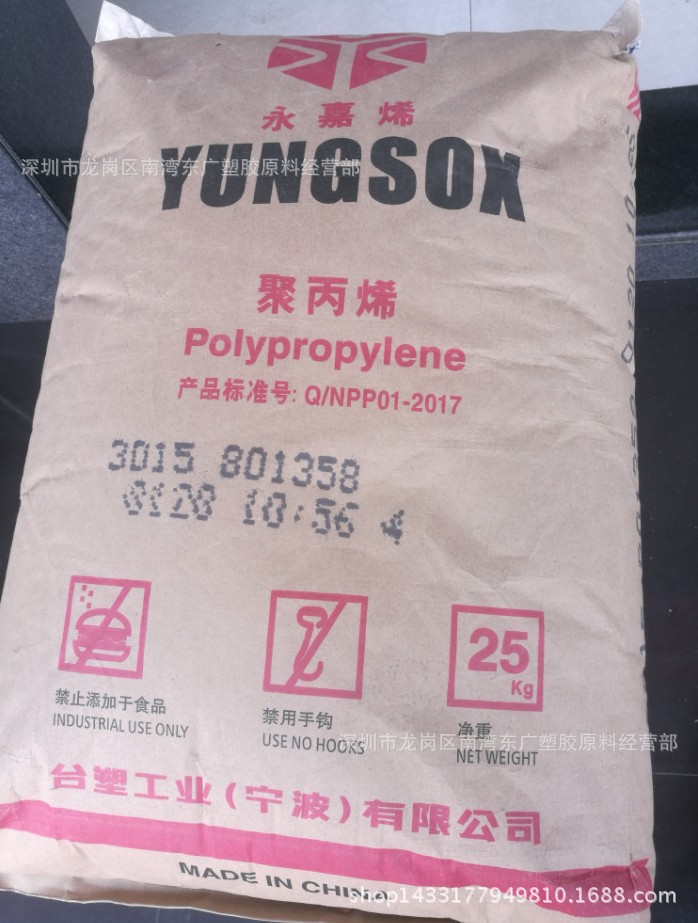 永嘉烯
深圳市龙岗区南湾东广塑胶原料经营部
YUNGSOX
聚丙烯
Polypropylene
产品标准号: Q/NPP01-2017
3015 801358
0120 10:56 4
25
Kg
禁止添加于食品
INDUSTRIAL USE ONLY
禁用手钩
USE NO HOOKS
净重
NET WEIGHT
深圳市龙岗区南湾东广塑胶原料经营部
台塑工业(宁波)有限公司
MADE IN CHINA
shop1433177949810.1688.com